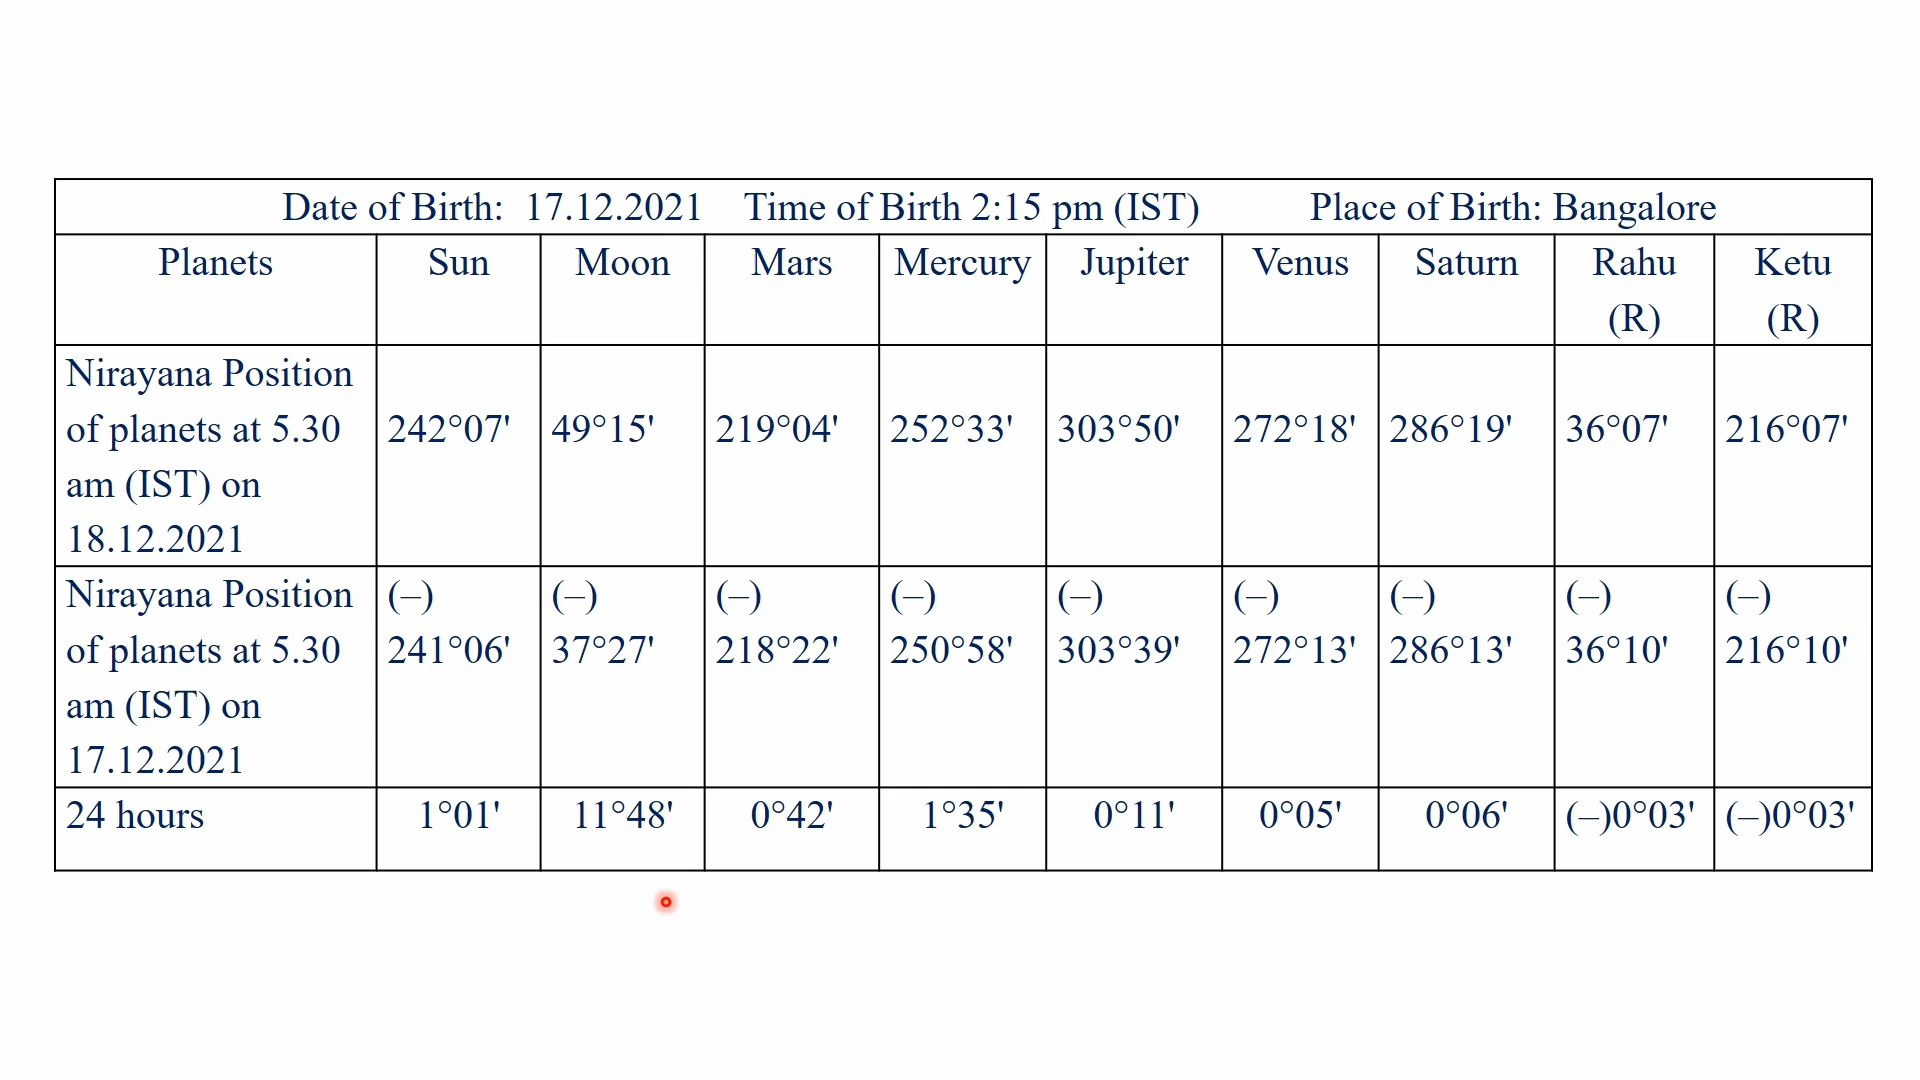 Date of Birth: 17.12.2021 Time of Birth 2:15 pm (IST) Place of Birth: Bangalore
Planets Sun Moon Mars Mercury Jupiter Venus Saturn Rahu (R) Ketu (R)
Nirayana Position
of planets at 5.30 242°07' 49°15' 219°04' 252°33' 303°50' 272°18' 286°19' 36°07' 216°07'
am (IST) on
18.12.2021
Nirayana Position (–) (–) (–) (–) (–) (–) (–) (–) (–)
of planets at 5.30 241°06' 37°27' 218°22' 250°58' 303°39' 272°13' 286°13' 36°10' 216°10'
am (IST) on
17.12.2021
24 hours 1°01' 11°48' 0°42' 1°35' 0°11' 0°05' 0°06' (–)0°03' (–)0°03'